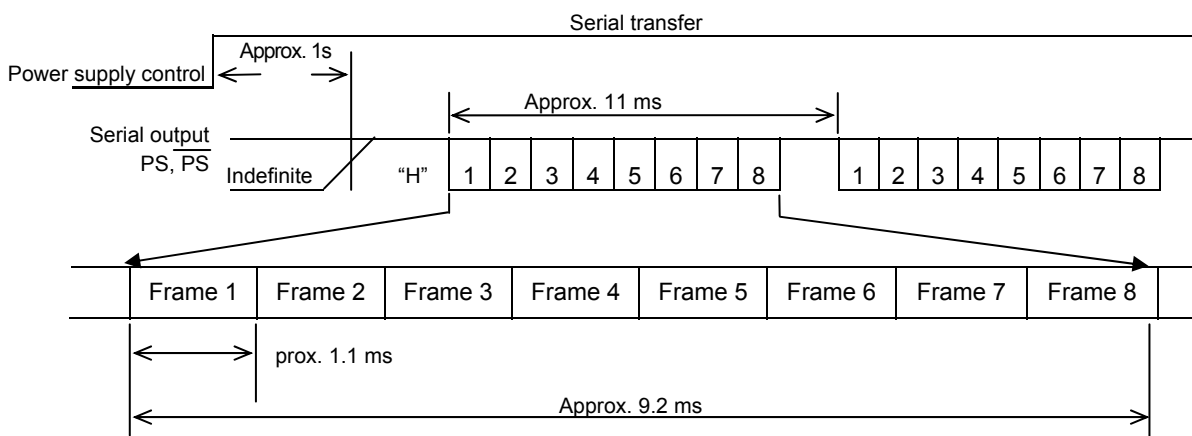 Serial transfer
Approx. 1s
Power supply control
Approx. 11 ms
Serial output
PS, PS
Indefinite
“H”
1 2 3 4 5 6 7 8
1 2 3 4 5 6 7 8
Frame 1 Frame 2 Frame 3 Frame 4 Frame 5 Frame 6 Frame 7 Frame 8
prox. 1.1 ms
Approx. 9.2 ms